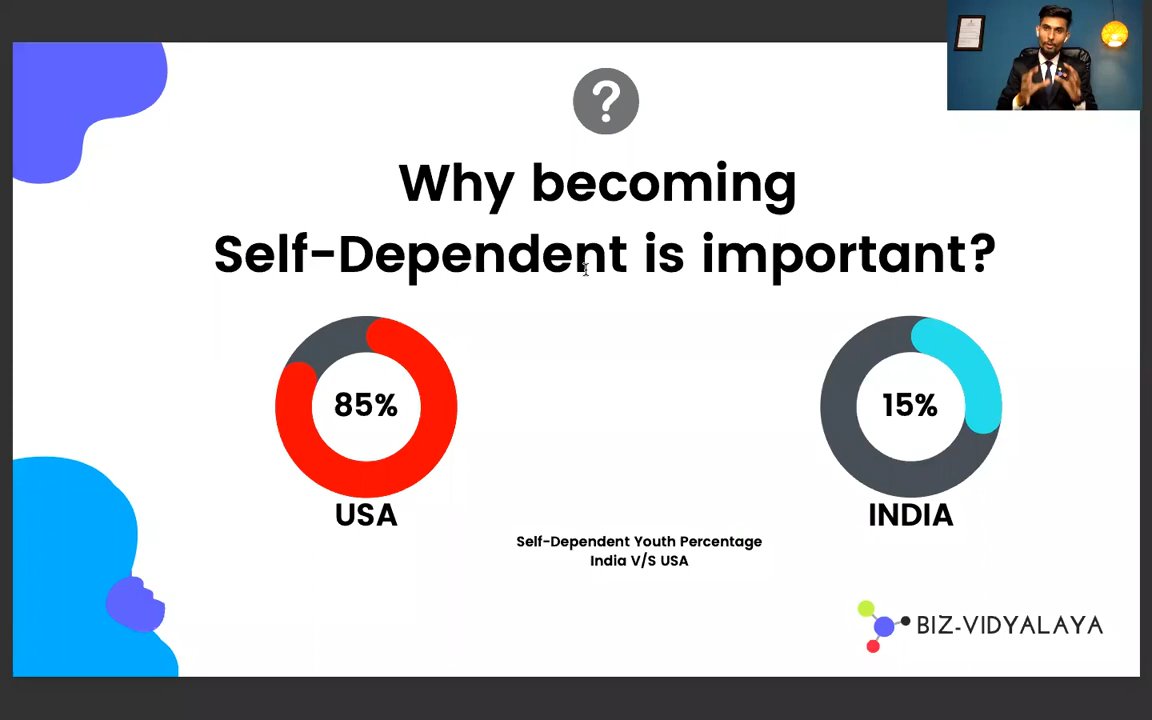 ?
Why becoming
Self-Dependent is important?
85%
15%
USA
INDIA
Self-Dependent Youth Percentage
India V/S USA
BIZ-VIDYALAYA